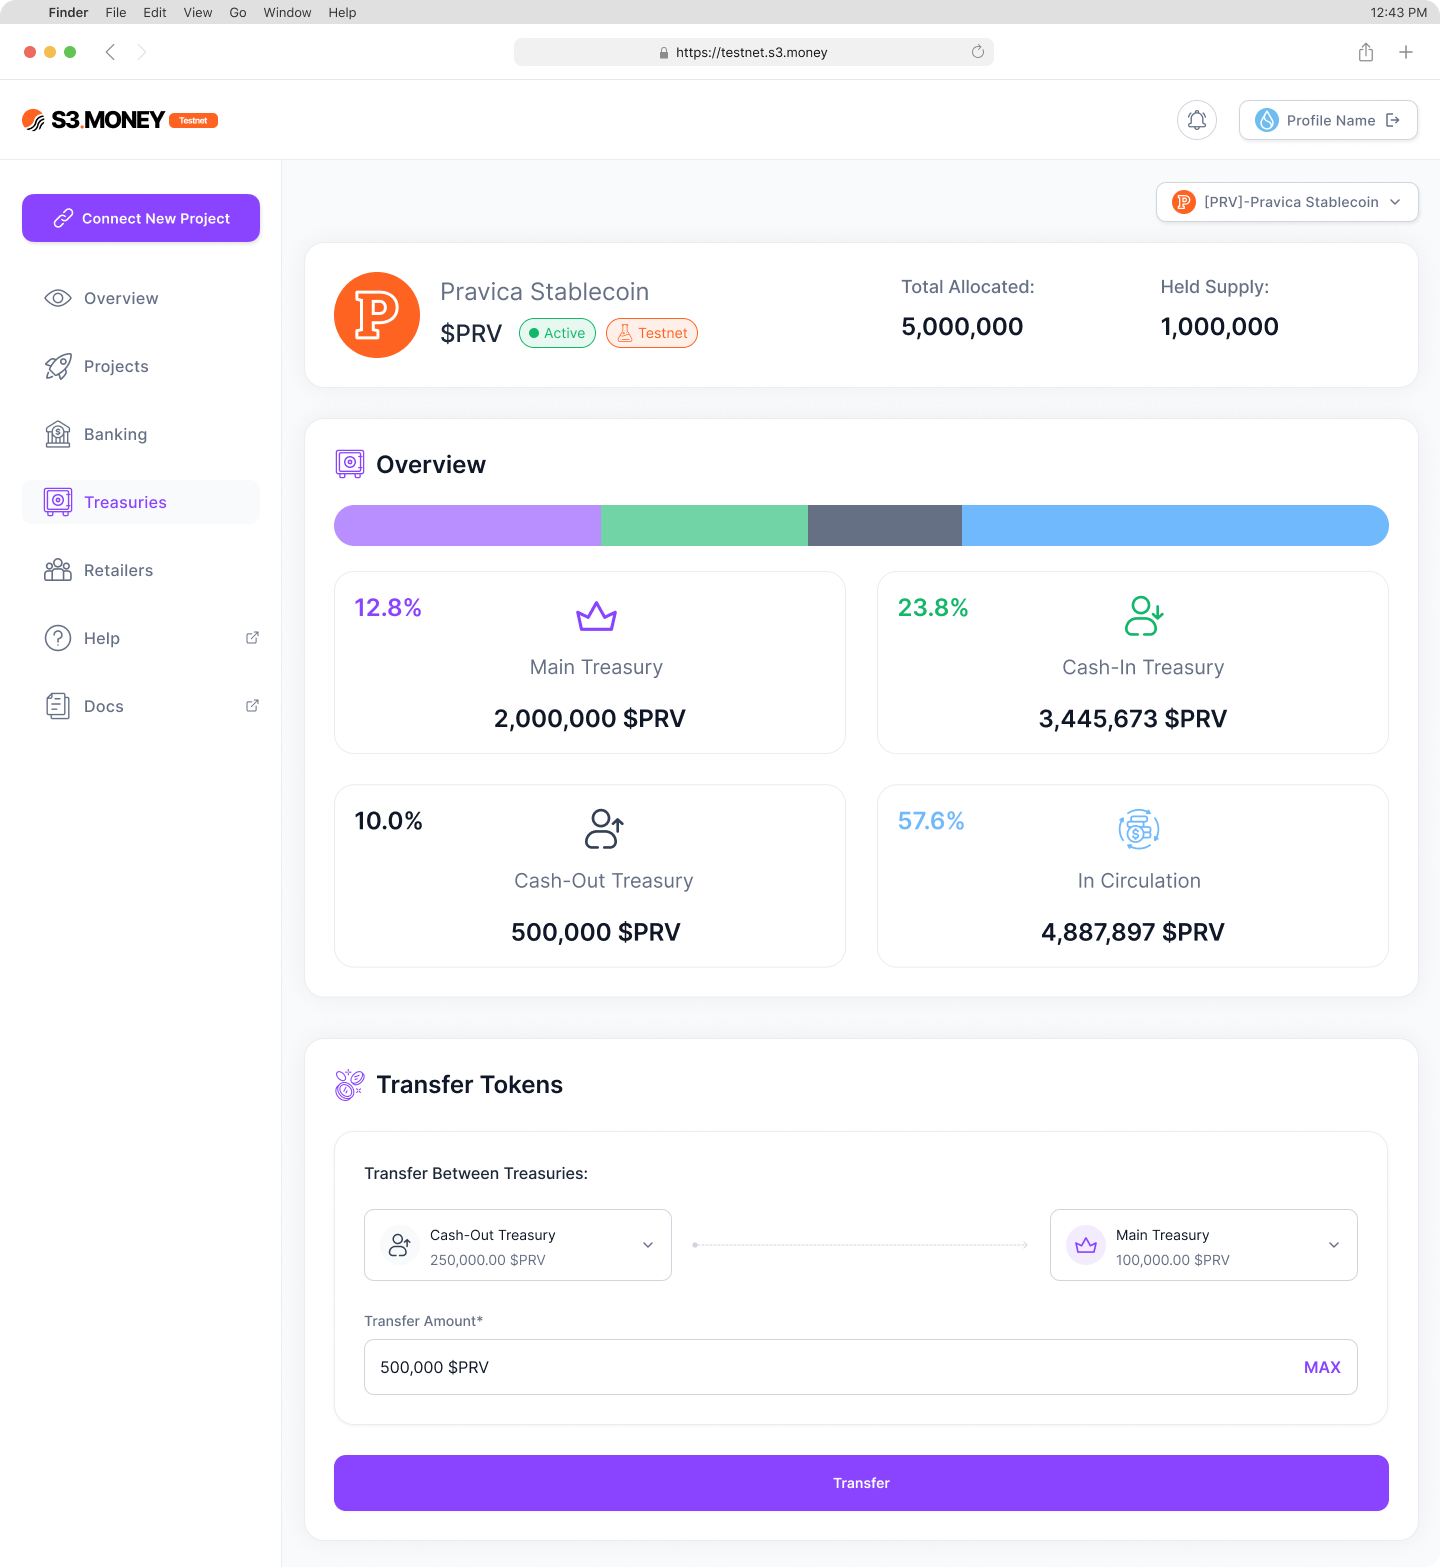 Finder File Edit View Go Window Help 12:43 PM
https://testnet.s3.money
S3.MONEY Testnet
Profile Name
Connect New Project
Overview
Projects
Banking
Treasuries
Retailers
Help
Docs
[PRV]-Pravica Stablecoin
P
Pravica Stablecoin
$PRV Active Testnet
Total Allocated:
5,000,000
Held Supply:
1,000,000
Overview
12.8%
Main Treasury
2,000,000 $PRV
23.8%
Cash-In Treasury
3,445,673 $PRV
10.0%
Cash-Out Treasury
500,000 $PRV
57.6%
In Circulation
4,887,897 $PRV
Transfer Tokens
Transfer Between Treasuries:
Cash-Out Treasury
250,000.00 $PRV
Main Treasury
100,000.00 $PRV
Transfer Amount*
500,000 $PRV MAX
Transfer